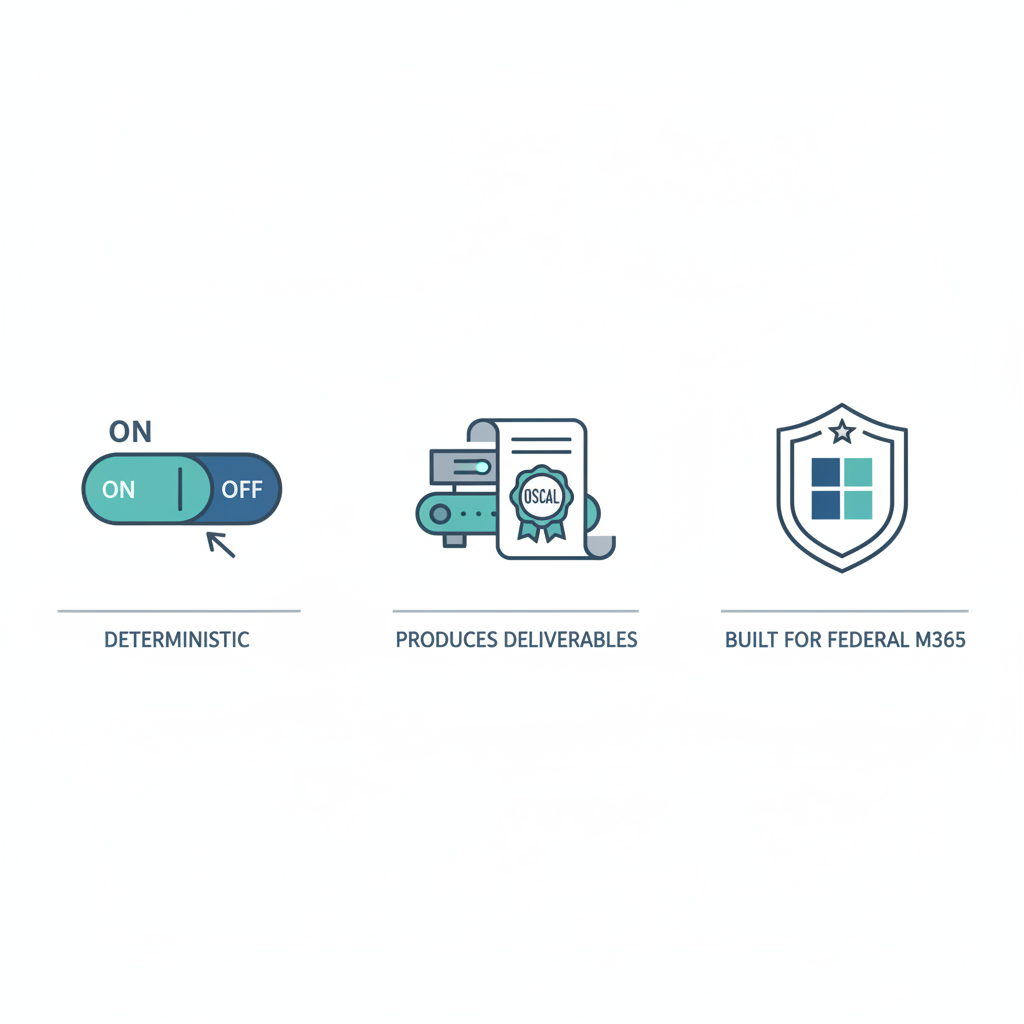 ON
ON OFF
OSCAL
DETERMINISTIC
PRODUCES DELIVERABLES
BUILT FOR FEDERAL M365